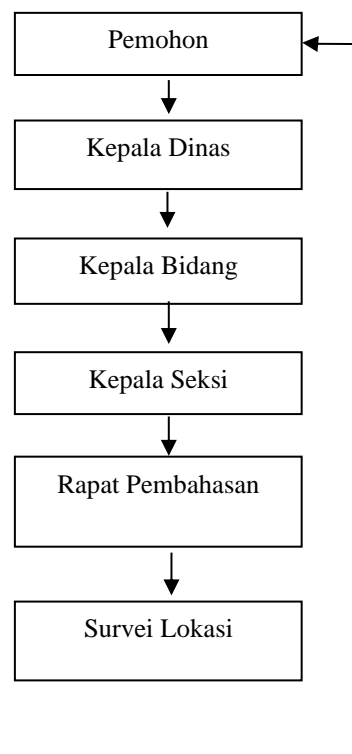 Pemohon
Kepala Dinas
Kepala Bidang
Kepala Seksi
Rapat Pembahasan
Survei Lokasi